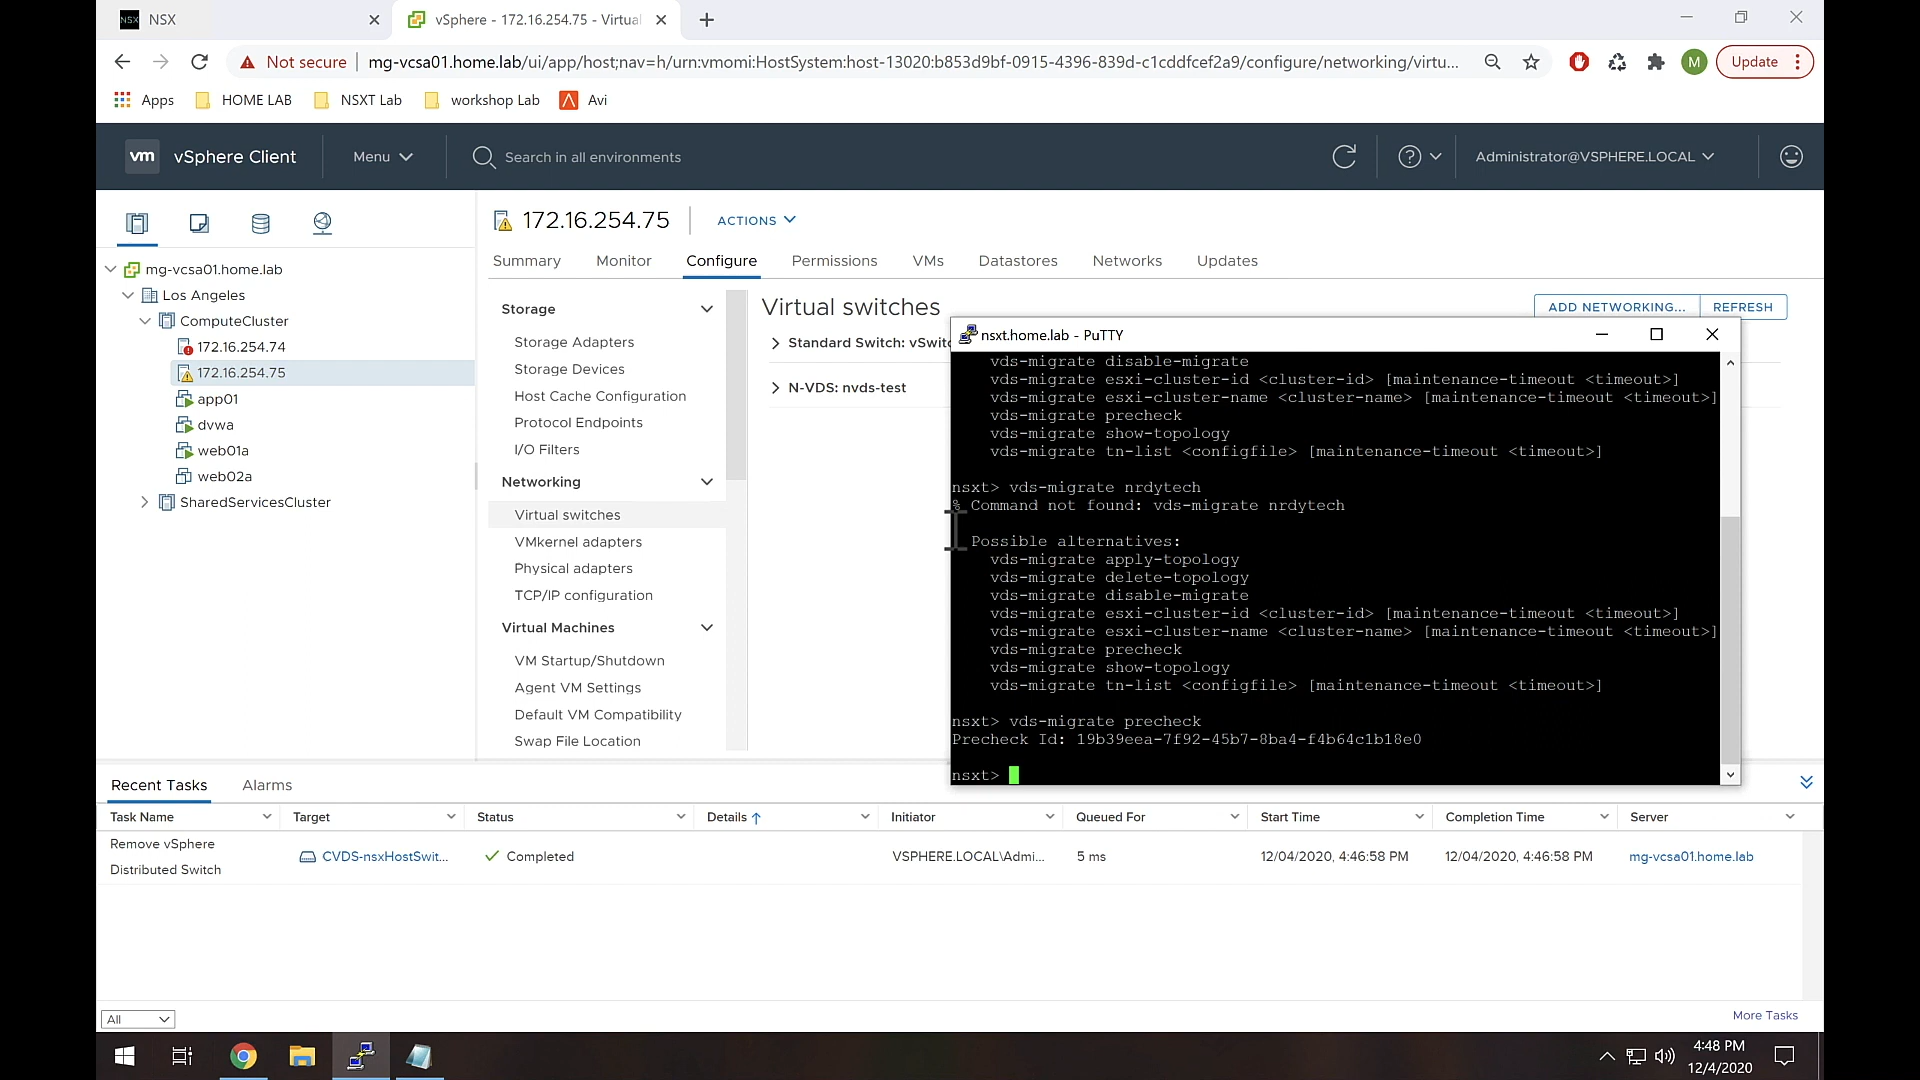 NSX
NSX
vSphere - 172.16.254.75 - Virtua
Not secure
mg-vcsa01.home.lab/ui/app/host;nav=h/urn:vmomi:HostSystem:host-13020:b853d9bf-0915-4396-839d-c1cddfcef2a9/configure/networking/virtu...
M
Update
Apps
HOME LAB
NSXT Lab
workshop Lab
Avi
vm
vSphere Client
Menu
Search in all environments
Administrator@VSPHERE.LOCAL
mg-vcsa01.home.lab
Los Angeles
ComputeCluster
172.16.254.74
172.16.254.75
app01
dvwa
web01a
web02a
SharedServicesCluster
172.16.254.75
ACTIONS
Summary
Monitor
Configure
Permissions
VMs
Datastores
Networks
Updates
Storage
Storage Adapters
Storage Devices
Host Cache Configuration
Protocol Endpoints
I/O Filters
Networking
Virtual switches
VMkernel adapters
Physical adapters
TCP/IP configuration
Virtual Machines
VM Startup/Shutdown
Agent VM Settings
Default VM Compatibility
Swap File Location
Virtual switches
ADD NETWORKING...
REFRESH
Standard Switch: vSwitc
N-VDS: nvds-test
nsxt.home.lab - PuTTY
vds-migrate disable-migrate
vds-migrate esxi-cluster-id <cluster-id> [maintenance-timeout <timeout>]
vds-migrate esxi-cluster-name <cluster-name> [maintenance-timeout <timeout>]
vds-migrate precheck
vds-migrate show-topology
vds-migrate tn-list <configfile> [maintenance-timeout <timeout>]
nsxt> vds-migrate nrdytech
% Command not found: vds-migrate nrdytech
Possible alternatives:
vds-migrate apply-topology
vds-migrate delete-topology
vds-migrate disable-migrate
vds-migrate esxi-cluster-id <cluster-id> [maintenance-timeout <timeout>]
vds-migrate esxi-cluster-name <cluster-name> [maintenance-timeout <timeout>]
vds-migrate precheck
vds-migrate show-topology
vds-migrate tn-list <configfile> [maintenance-timeout <timeout>]
nsxt> vds-migrate precheck
Precheck Id: 19b39eea-7f92-45b7-8ba4-f4b64c1b18e0
nsxt>
Recent Tasks
Alarms
Task Name
Target
Status
Details
Initiator
Queued For
Start Time
Completion Time
Server
Remove vSphere
Distributed Switch
CVDS-nsxHostSwit...
Completed
VSPHERE.LOCAL\Admi...
5 ms
12/04/2020, 4:46:58 PM
12/04/2020, 4:46:58 PM
mg-vcsa01.home.lab
All
More Tasks
4:48 PM
12/4/2020